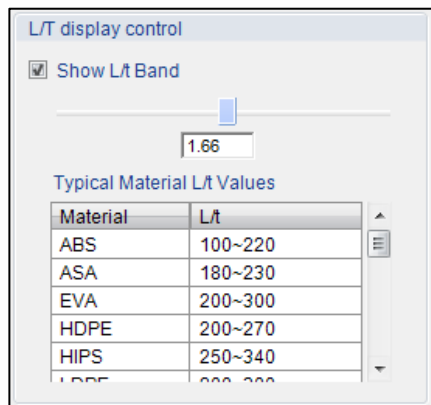 L/T display control
Show L/t Band
1.66
Typical Material L/t Values
Material L/t
ABS 100~220
ASA 180~230
EVA 200~300
HDPE 200~270
HIPS 250~340